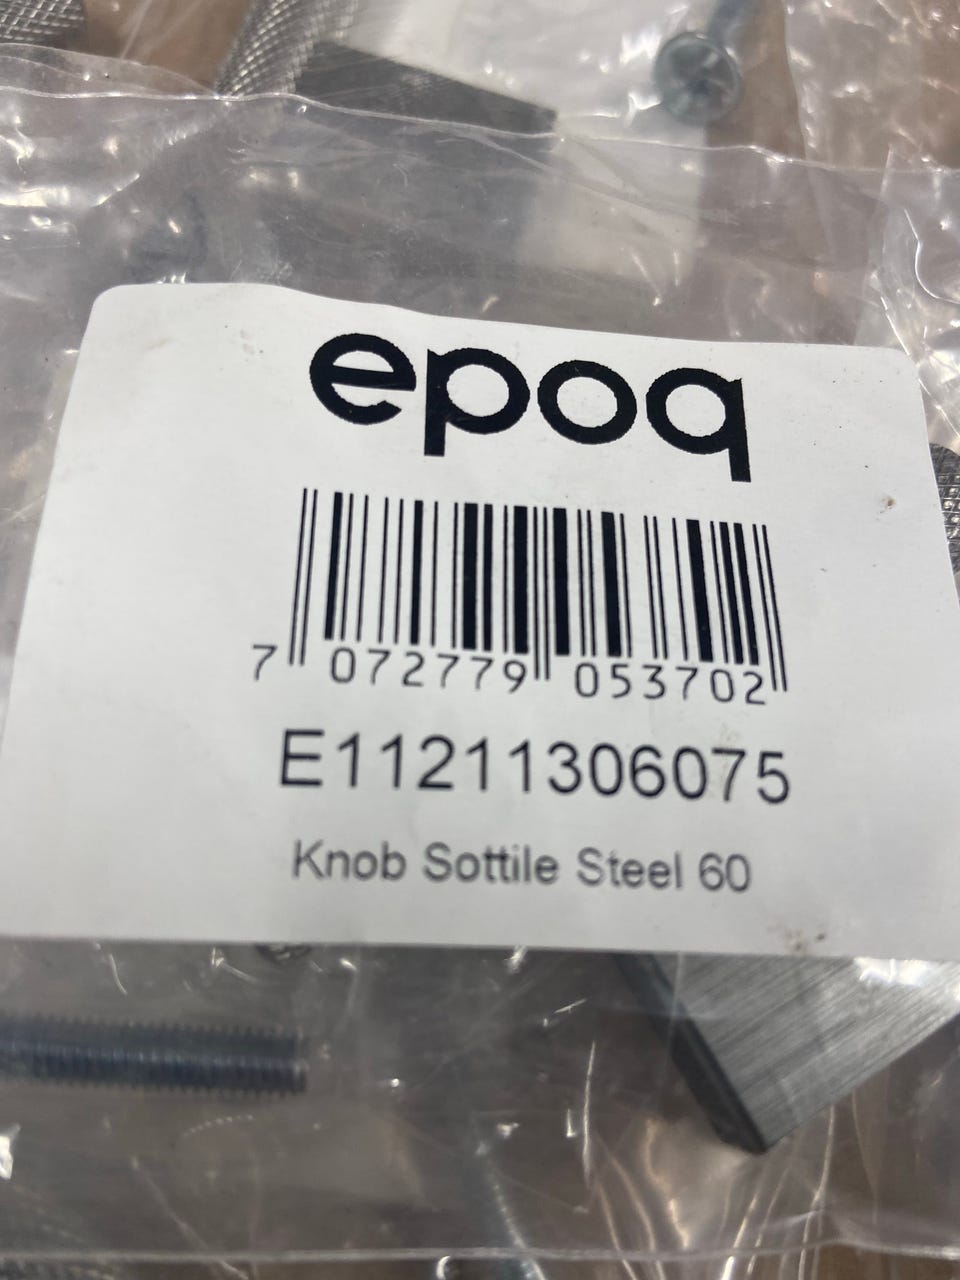 epoq
7 072779 053702
E11211306075
Knob Sottile Steel 60